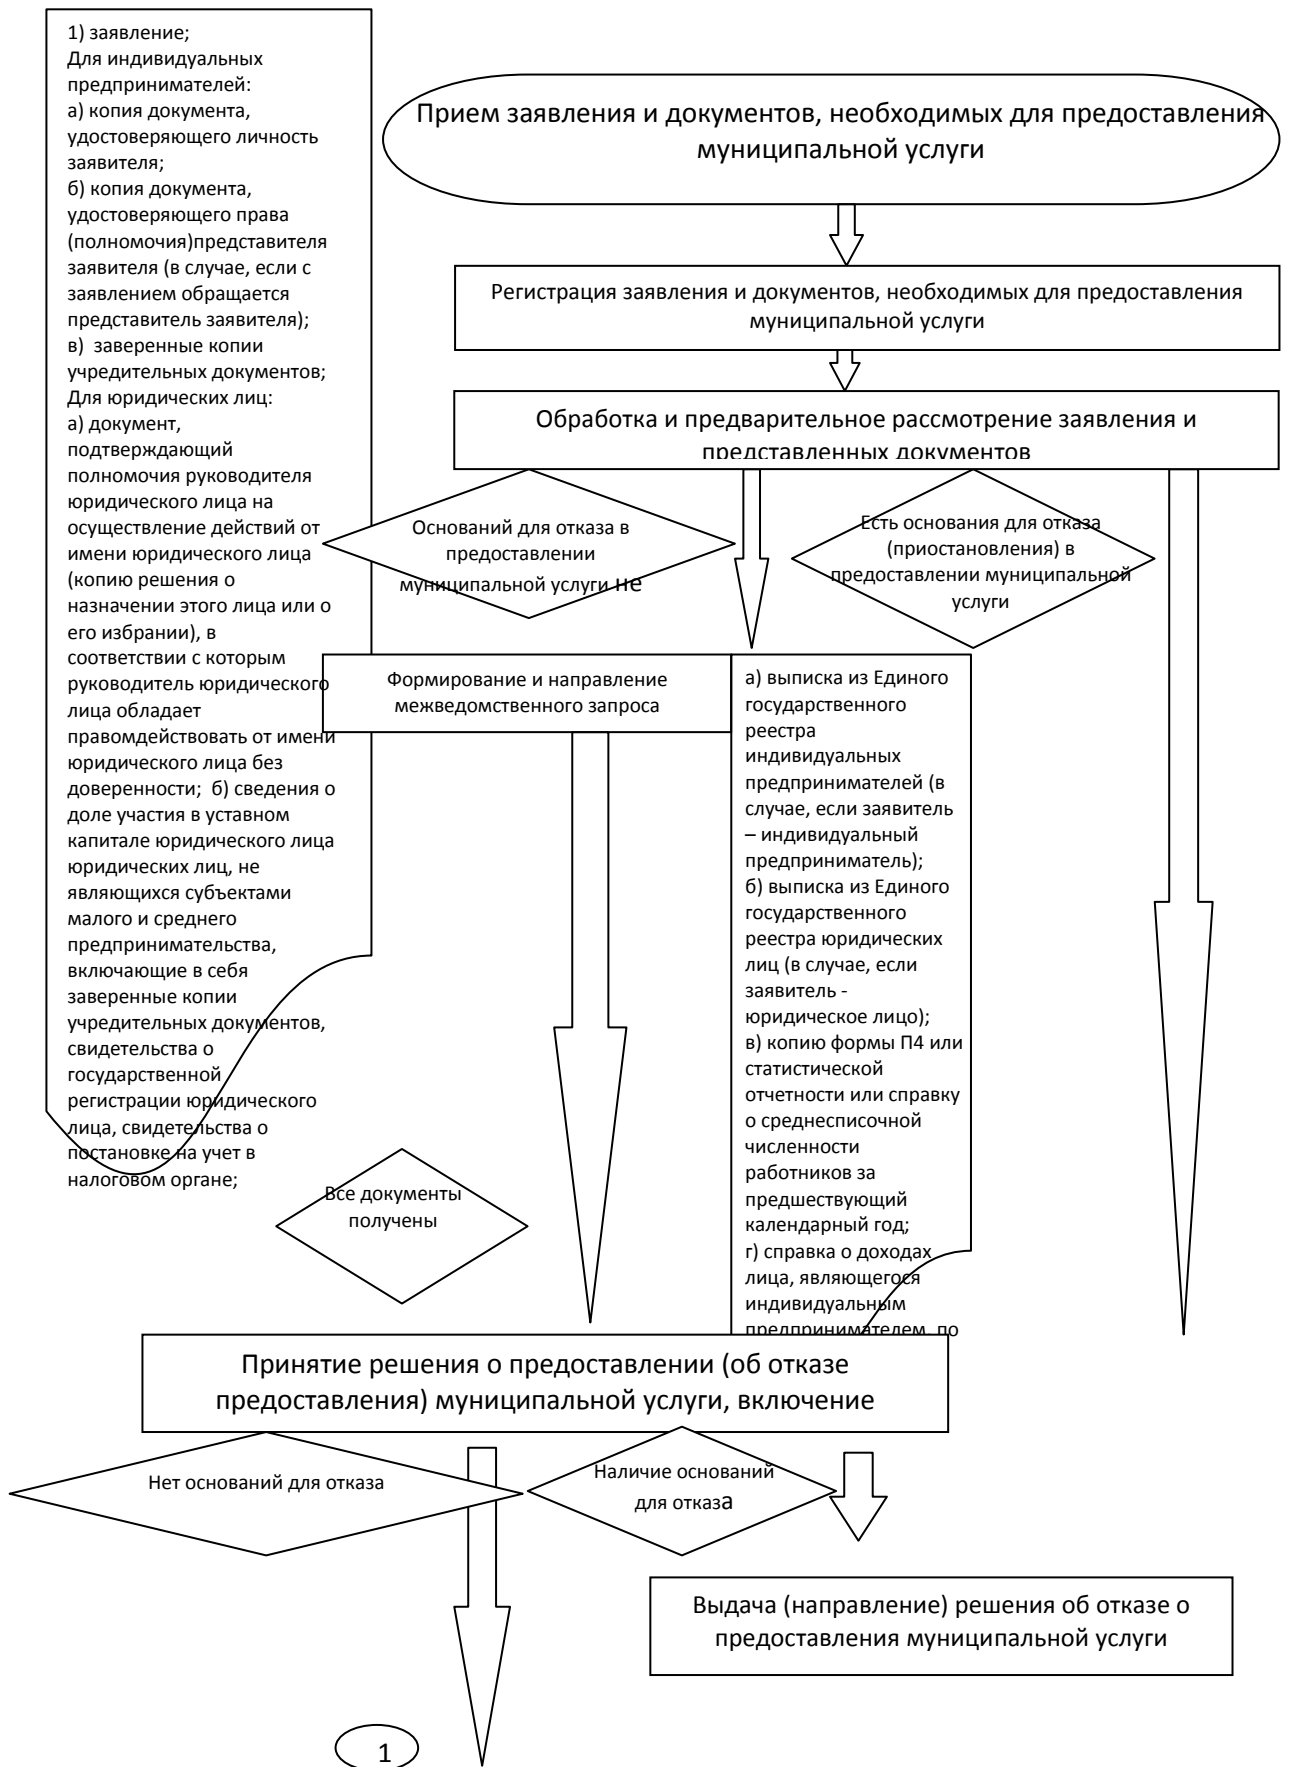 1) заявление;
Для индивидуальных
предпринимателей:
а) копия документа,
удостоверяющего личность
заявителя;
б) копия документа,
удостоверяющего права
(полномочия)представителя
заявителя (в случае, если с
заявлением обращается
представитель заявителя);
в) заверенные копии
учредительных документов;
Для юридических лиц:
а) документ,
подтверждающий
полномочия руководителя
юридического лица на
осуществление действий от
имени юридического лица
(копию решения о
назначении этого лица или о
его избрании), в
соответствии с которым
руководитель юридического
лица обладает
правомдействовать от имени
юридического лица без
доверенности; б) сведения о
доле участия в уставном
капитале юридического лица
юридических лиц, не
являющихся субъектами
малого и среднего
предпринимательства,
включающие в себя
заверенные копии
учредительных документов,
свидетельства о
государственной
регистрации юридического
лица, свидетельства о
постановке на учет в
налоговом органе;
Прием заявления и документов, необходимых для предоставления
муниципальной услуги
Регистрация заявления и документов, необходимых для предоставления
муниципальной услуги
Обработка и предварительное рассмотрение заявления и
представленных документов
Оснований для отказа в
предоставлении
муниципальной услуги не
Есть основания для отказа
(приостановления) в
предоставлении муниципальной
услуги
Формирование и направление
межведомственного запроса
а) выписка из Единого
государственного
реестра
индивидуальных
предпринимателей (в
случае, если заявитель
– индивидуальный
предприниматель);
б) выписка из Единого
государственного
реестра юридических
лиц (в случае, если
заявитель -
юридическое лицо);
в) копию формы П4 или
статистической
отчетности или справку
о среднесписочной
численности
работников за
предшествующий
календарный год;
г) справка о доходах
лица, являющегося
индивидуальным
предпринимателем, по
Все документы
получены
Принятие решения о предоставлении (об отказе
предоставления) муниципальной услуги, включение
Нет оснований для отказа
Наличие оснований
для отказа
Выдача (направление) решения об отказе о
предоставления муниципальной услуги
1